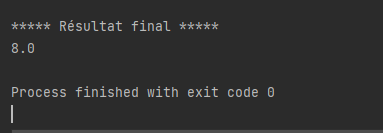 ***** Résultat final *****
8.0
Process finished with exit code 0